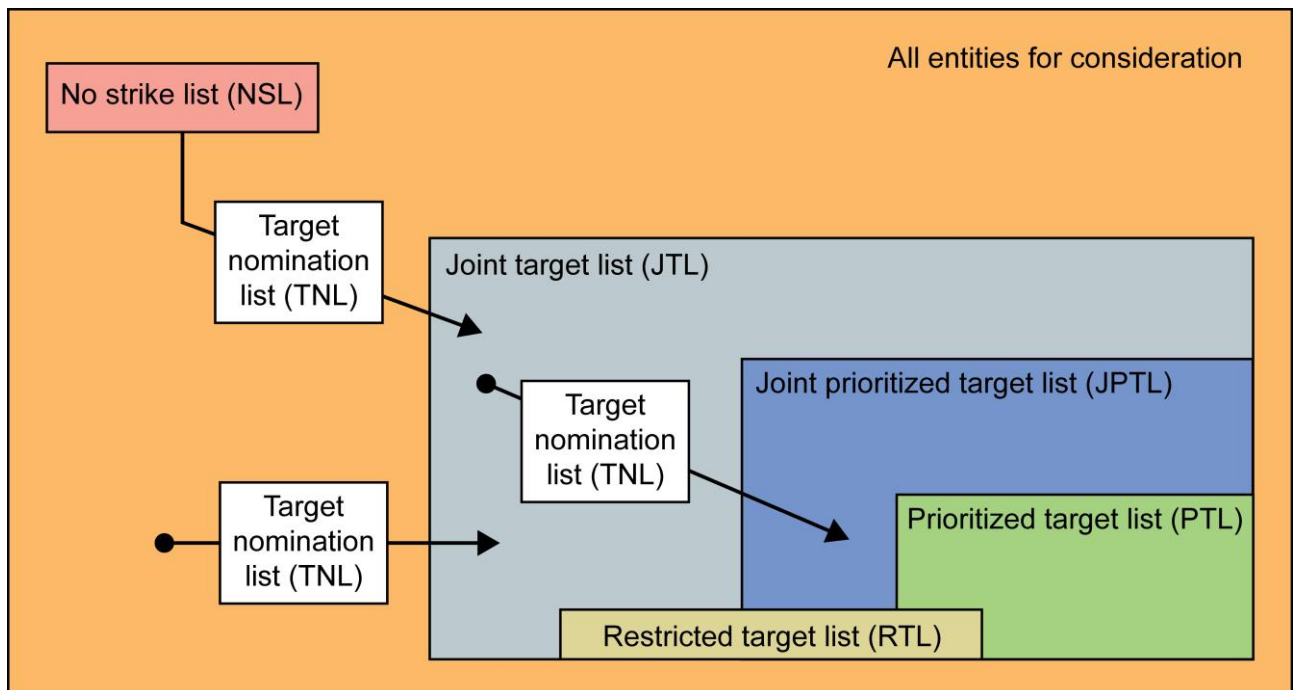 All entities for consideration
No strike list (NSL)
Target
nomination
list (TNL)
Joint target list (JTL)
Joint prioritized target list (JPTL)
Target
nomination
list (TNL)
Target
nomination
list (TNL)
Prioritized target list (PTL)
Restricted target list (RTL)